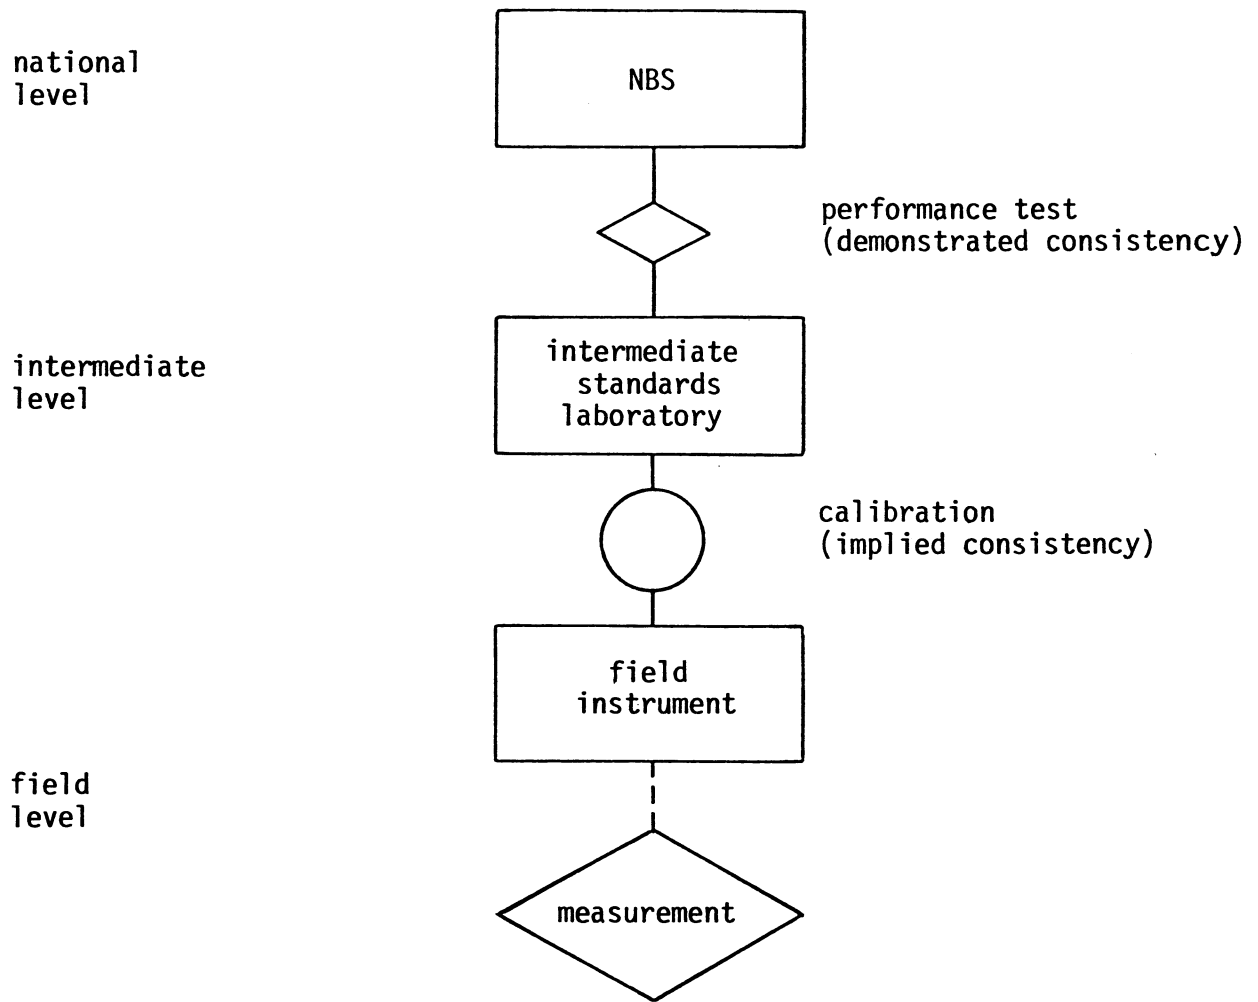 national
level
NBS
performance test
(demonstrated consistency)
intermediate
level
intermediate
standards
laboratory
calibration
(implied consistency)
field
instrument
field
level
measurement